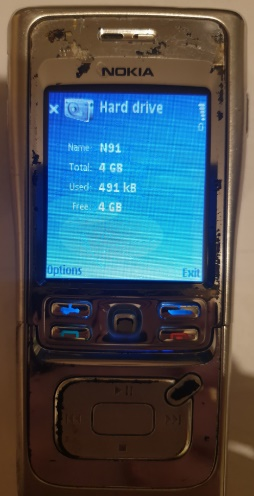 NOKIA
Hard drive
Name: N91
Total: 4 GB
Used: 491 kB
Free: 4 GB
Options Exit